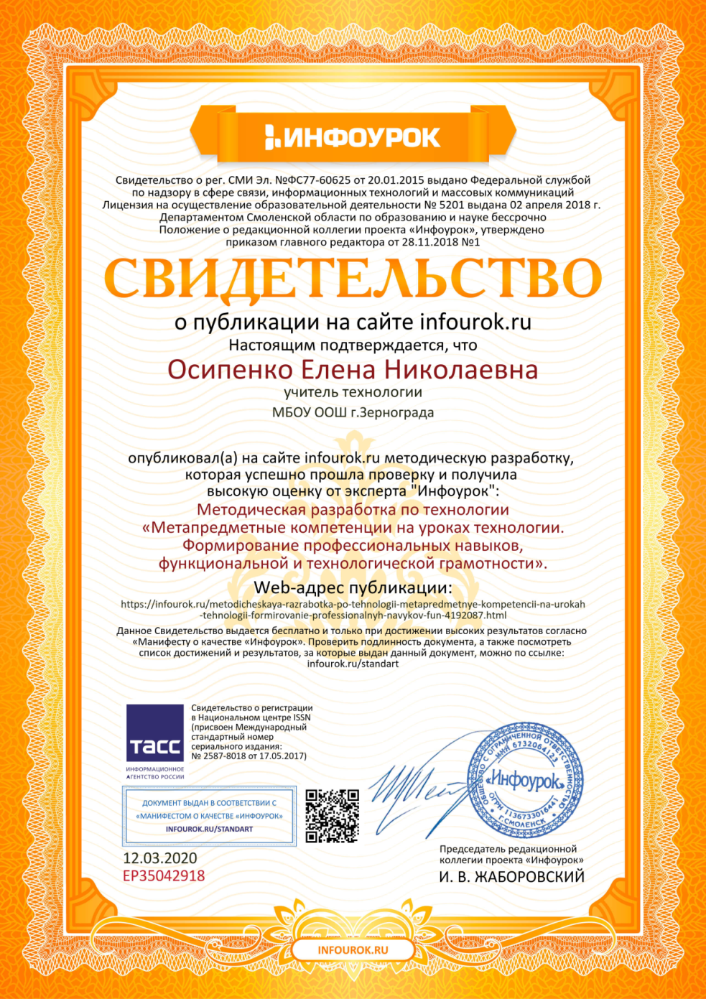 ИНФОУРОК
Свидетельство о рег. СМИ Эл. №ФС77-60625 от 20.01.2015 выдано Федеральной службой
по надзору в сфере связи, информационных технологий и массовых коммуникаций
Лицензия на осуществление образовательной деятельности № 5201 выдана 02 апреля 2018 г.
Департаментом Смоленской области по образованию и науке бессрочно
Положение о редакционной коллегии проекта «Инфоурок», утверждено
приказом главного редактора от 28.11.2018 №1
СВИДЕТЕЛЬСТВО
о публикации на сайте infourok.ru
Настоящим подтверждается, что
Осипенко Елена Николаевна
учитель технологии
МБОУ ООШ г.Зернограда
опубликовал(а) на сайте infourok.ru методическую разработку,
которая успешно прошла проверку и получила
высокую оценку от эксперта "Инфоурок":
Методическая разработка по технологии
«Метапредметные компетенции на уроках технологии.
Формирование профессиональных навыков,
функциональной и технологической грамотности».
Web-адрес публикации:
https://infourok.ru/metodicheskaya-razrabotka-po-tehnologii-metapredmetnye-kompetencii-na-urokah
-tehnologii-formirovanie-professionalnyh-navykov-fun-4192087.html
Данное Свидетельство выдается бесплатно и только при достижении высоких результатов согласно
«Манифесту о качестве «Инфоурок». Проверить подлинность документа, а также посмотреть
список достижений и результатов, за которые выдан данный документ, можно по ссылке:
infourok.ru/standart
Свидетельство о регистрации
в Национальном центре ISSN
(присвоен Международный
стандартный номер
сериального издания:
№ 2587-8018 от 17.05.2017)
ТАСС
ИНФОРМАЦИОННОЕ
АГЕНТСТВО РОССИИ
ДОКУМЕНТ ВЫДАН В СООТВЕТСТВИИ С
«МАНИФЕСТОМ О КАЧЕСТВЕ «ИНФОУРОК»
INFOUROK.RU/STANDART
12.03.2020
EP35042918
ОБЩЕСТВО С ОГРАНИЧЕННОЙ ОТВЕТСТВЕННОСТЬЮ
ИНН 6732064123
«Инфоурок»
ОГРН 1136733016441
Г.СМОЛЕНСК
Председатель редакционной
коллегии проекта «Инфоурок»
И. В. ЖАБОРОВСКИЙ
INFOUROK.RU